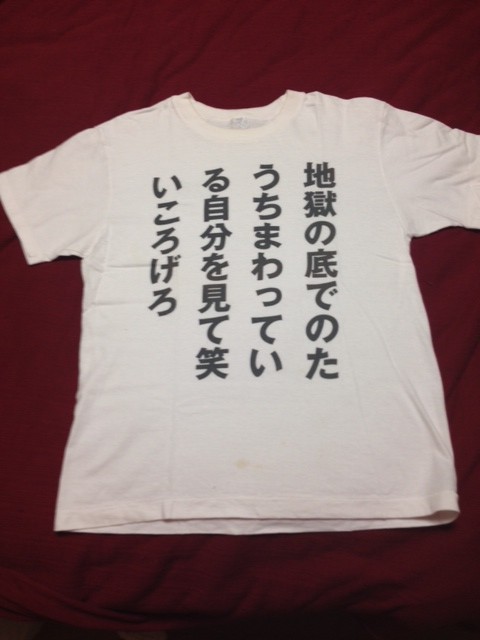 地獄の底でのた
うちまわってい
る自分を見て笑
いころげろ